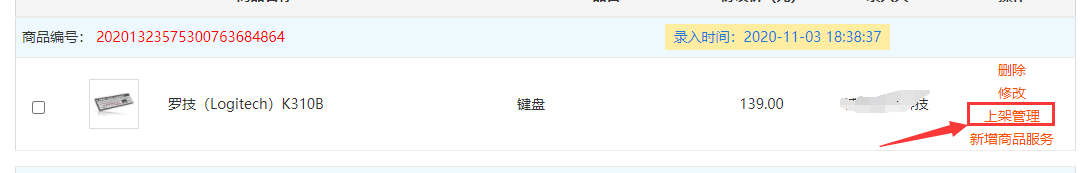 商品编号： 20201323575300763684864
录入时间：2020-11-03 18:38:37
罗技（Logitech）K310B
键盘
139.00
技
删除
修改
上架管理
新增商品服务